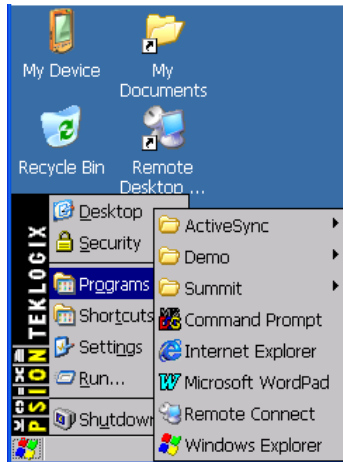 My Device
My Documents
Recycle Bin
Remote Desktop ...
PSION TEKLOGIX
Desktop
Security
Programs
Shortcuts
Settings
Run...
Shutdown
ActiveSync
Demo
Summit
Command Prompt
Internet Explorer
Microsoft WordPad
Remote Connect
Windows Explorer